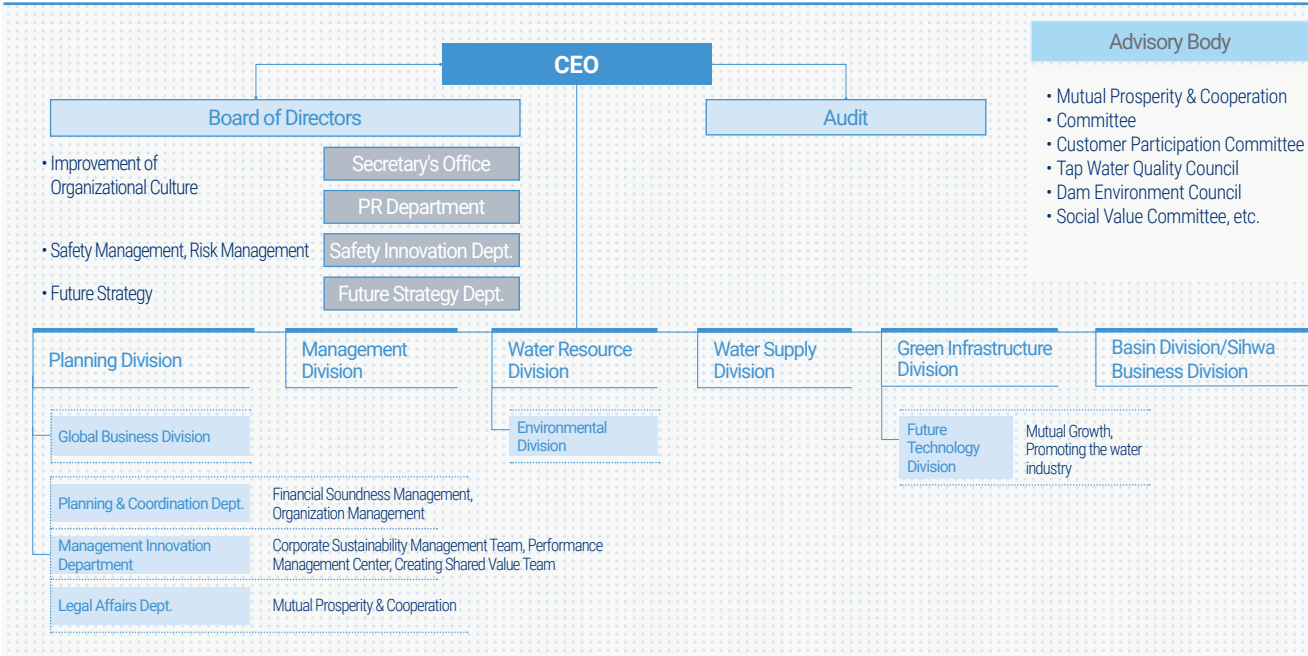 Advisory Body
CEO
Board of Directors
Audit
• Mutual Prosperity & Cooperation
• Committee
• Customer Participation Committee
• Tap Water Quality Council
• Dam Environment Council
• Social Value Committee, etc.
• Improvement of
Organizational Culture
Secretary's Office
PR Department
• Safety Management, Risk Management
Safety Innovation Dept.
• Future Strategy
Future Strategy Dept.
Planning Division
Management
Division
Water Resource
Division
Water Supply
Division
Green Infrastructure
Division
Basin Division/Sihwa
Business Division
Global Business Division
Environmental
Division
Future
Technology
Division
Mutual Growth,
Promoting the water
industry
Planning & Coordination Dept.
Financial Soundness Management,
Organization Management
Management Innovation
Department
Corporate Sustainability Management Team, Performance
Management Center, Creating Shared Value Team
Legal Affairs Dept.
Mutual Prosperity & Cooperation